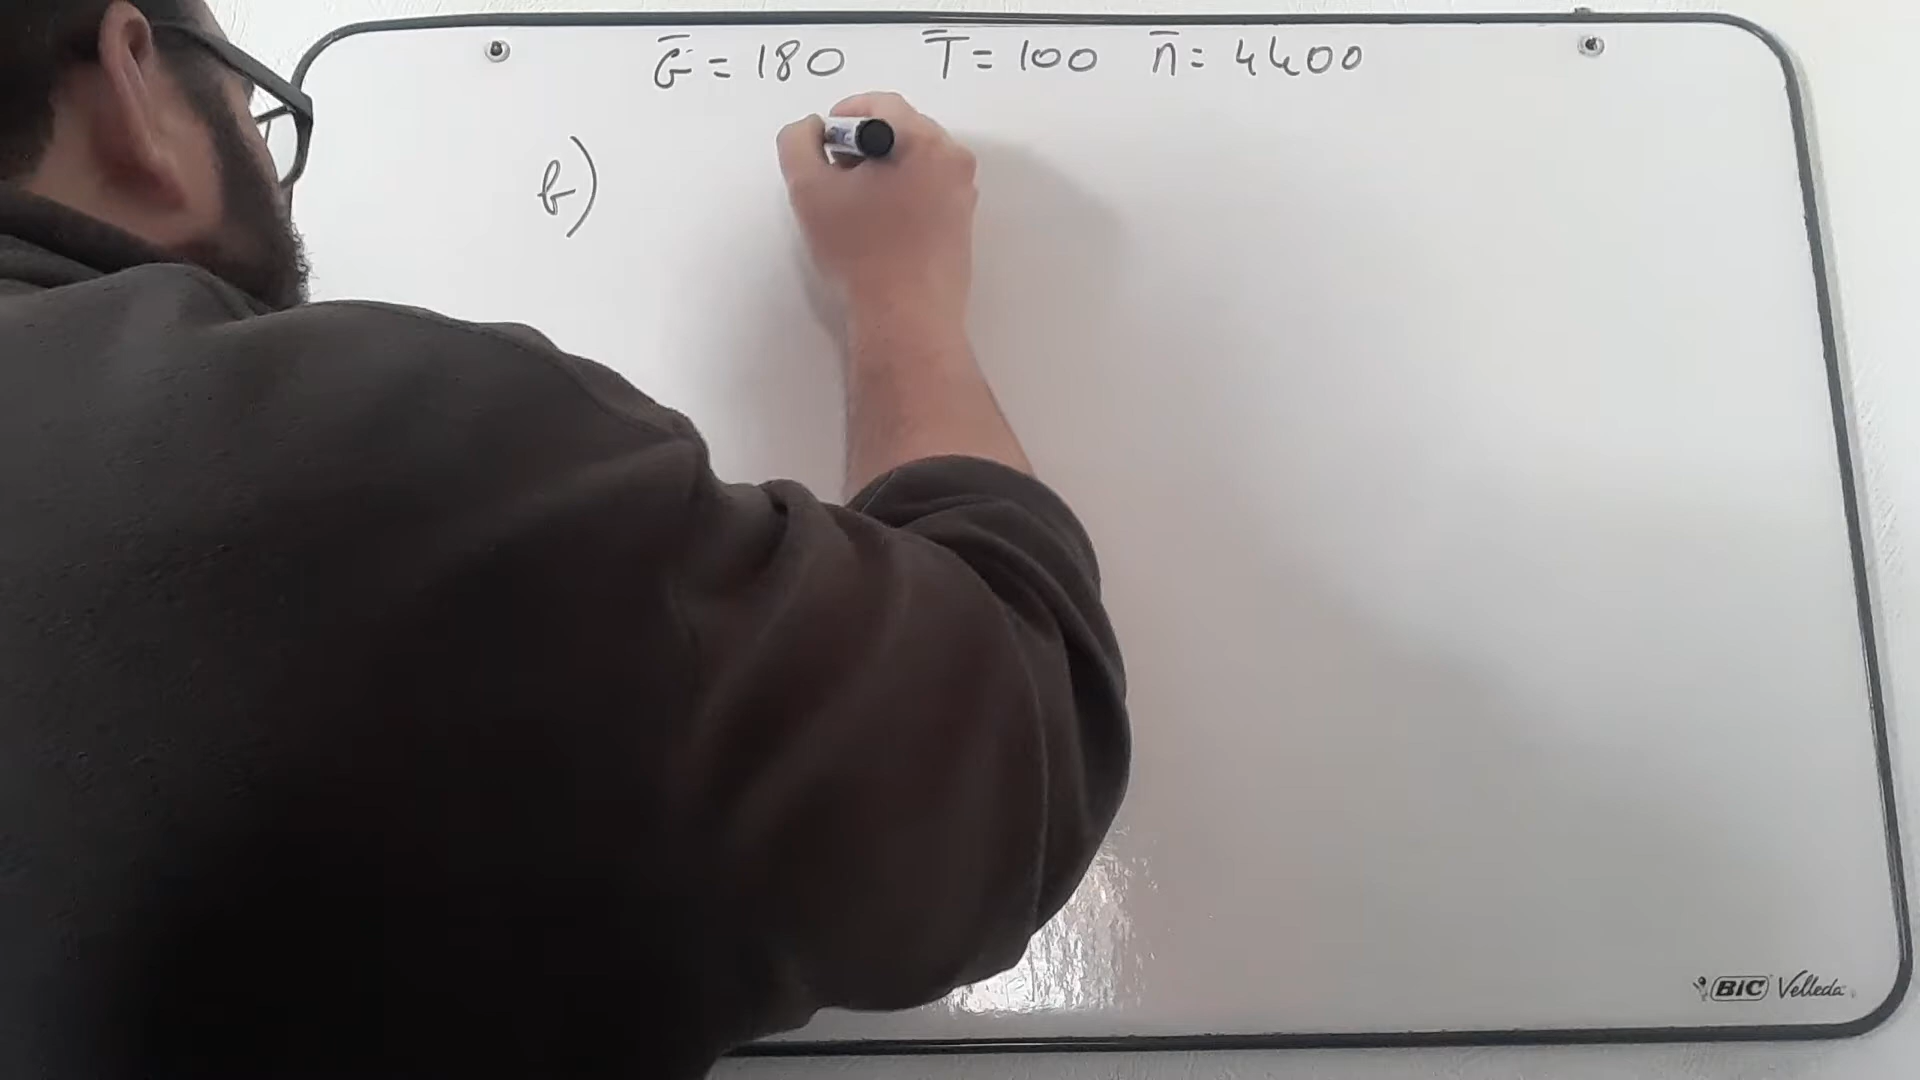 Ḡ = 180 T̄ = 100 n̄ = 4400
b)
BIC Velleda